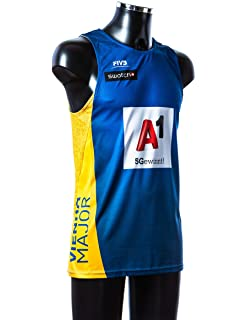 FIVB
swatch
A1
5Gewinnt!
VIENNA
MAJOR